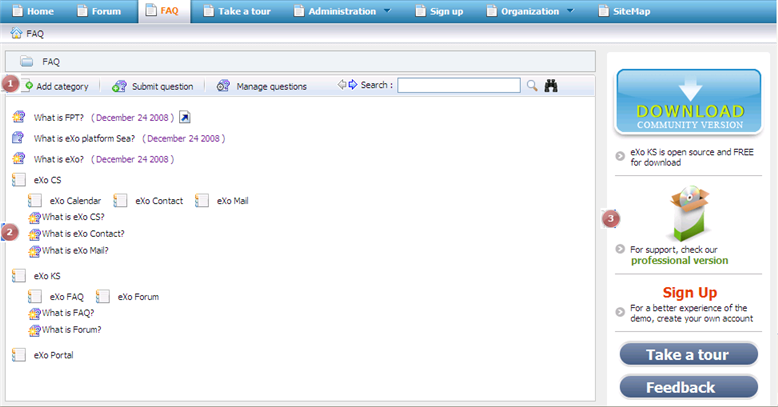 Home Forum FAQ Take a tour Administration Sign up Organization SiteMap
FAQ
FAQ
1 Add category Submit question Manage questions Search :
What is FPT? ( December 24 2008 )
What is eXo platform Sea? ( December 24 2008 )
What is eXo? ( December 24 2008 )
eXo CS
eXo Calendar eXo Contact eXo Mail
What is eXo CS?
2 What is eXo Contact?
What is eXo Mail?
eXo KS
eXo FAQ eXo Forum
What is FAQ?
What is Forum?
eXo Portal
DOWNLOAD
COMMUNITY VERSION
eXo KS is open source and FREE
for download
3
For support, check our
professional version
Sign Up
For a better experience of the
demo, create your own account
Take a tour
Feedback